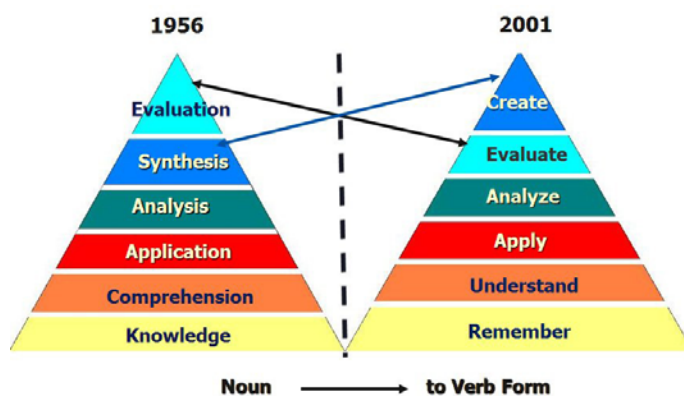 1956
Evaluation
Synthesis
Analysis
Application
Comprehension
Knowledge
2001
Create
Evaluate
Analyze
Apply
Understand
Remember
Noun to Verb Form